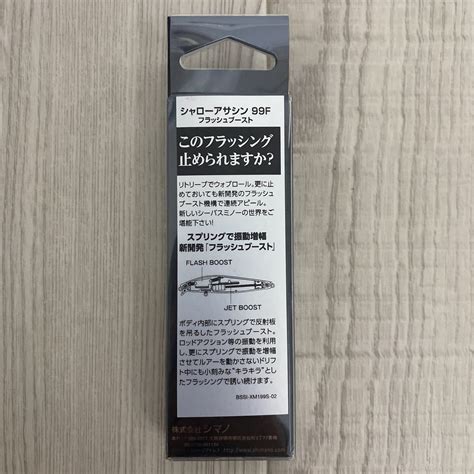 シャローアサシン 99F
フラッシュブースト
このフラッシング
止められますか?
リトリーブでウォブロール。更に止
めておいても新開発のフラッシュ
ブースト機構で連続アピール。
新しいシーバスミノーの世界をご
堪能下さい!
スプリングで振動増幅
新開発「フラッシュブースト」
FLASH BOOST
JET BOOST
ボディ内部にスプリングで反射板
を吊るしたフラッシュブースト。
ロッドアクション等の振動を利用
し、更にスプリングで振動を増幅
させてルアーを動かさないドリフ
ト中にも小刻みな“キラキラ”とし
たフラッシングで誘い続けます。
BSSI-XM199S-02
株式会社シマノ